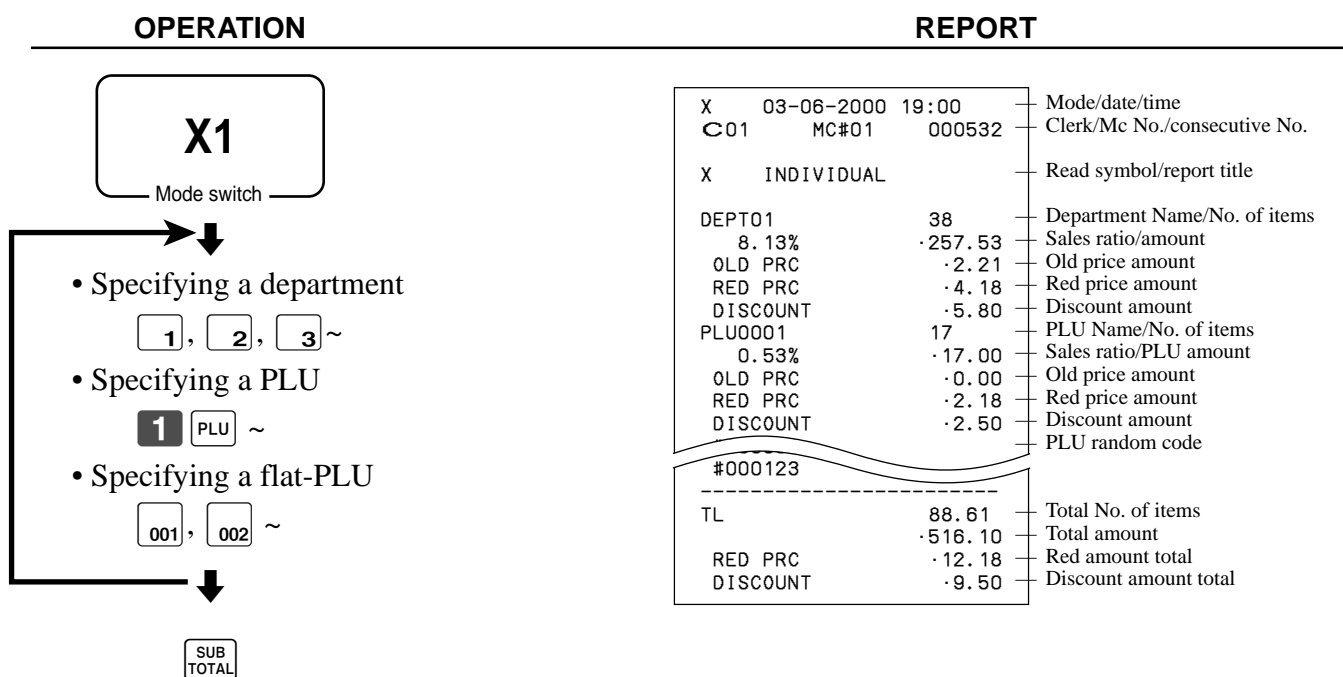 OPERATION
REPORT
X1
Mode switch
• Specifying a department
1, 2, 3~
• Specifying a PLU
1 PLU ~
• Specifying a flat-PLU
001, 002 ~
SUB
TOTAL
X 03-06-2000 19:00 Mode/date/time
C01 MC#01 000532 Clerk/Mc No./consecutive No.
X INDIVIDUAL Read symbol/report title
DEPT01 38 Department Name/No. of items
8.13% ·257.53 Sales ratio/amount
OLD PRC ·2.21 Old price amount
RED PRC ·4.18 Red price amount
DISCOUNT ·5.80 Discount amount
PLU0001 17 PLU Name/No. of items
0.53% ·17.00 Sales ratio/PLU amount
OLD PRC ·0.00 Old price amount
RED PRC ·2.18 Red price amount
DISCOUNT ·2.50 Discount amount
PLU random code
#000123
TL 88.61 Total No. of items
·516.10 Total amount
RED PRC ·12.18 Red amount total
DISCOUNT ·9.50 Discount amount total